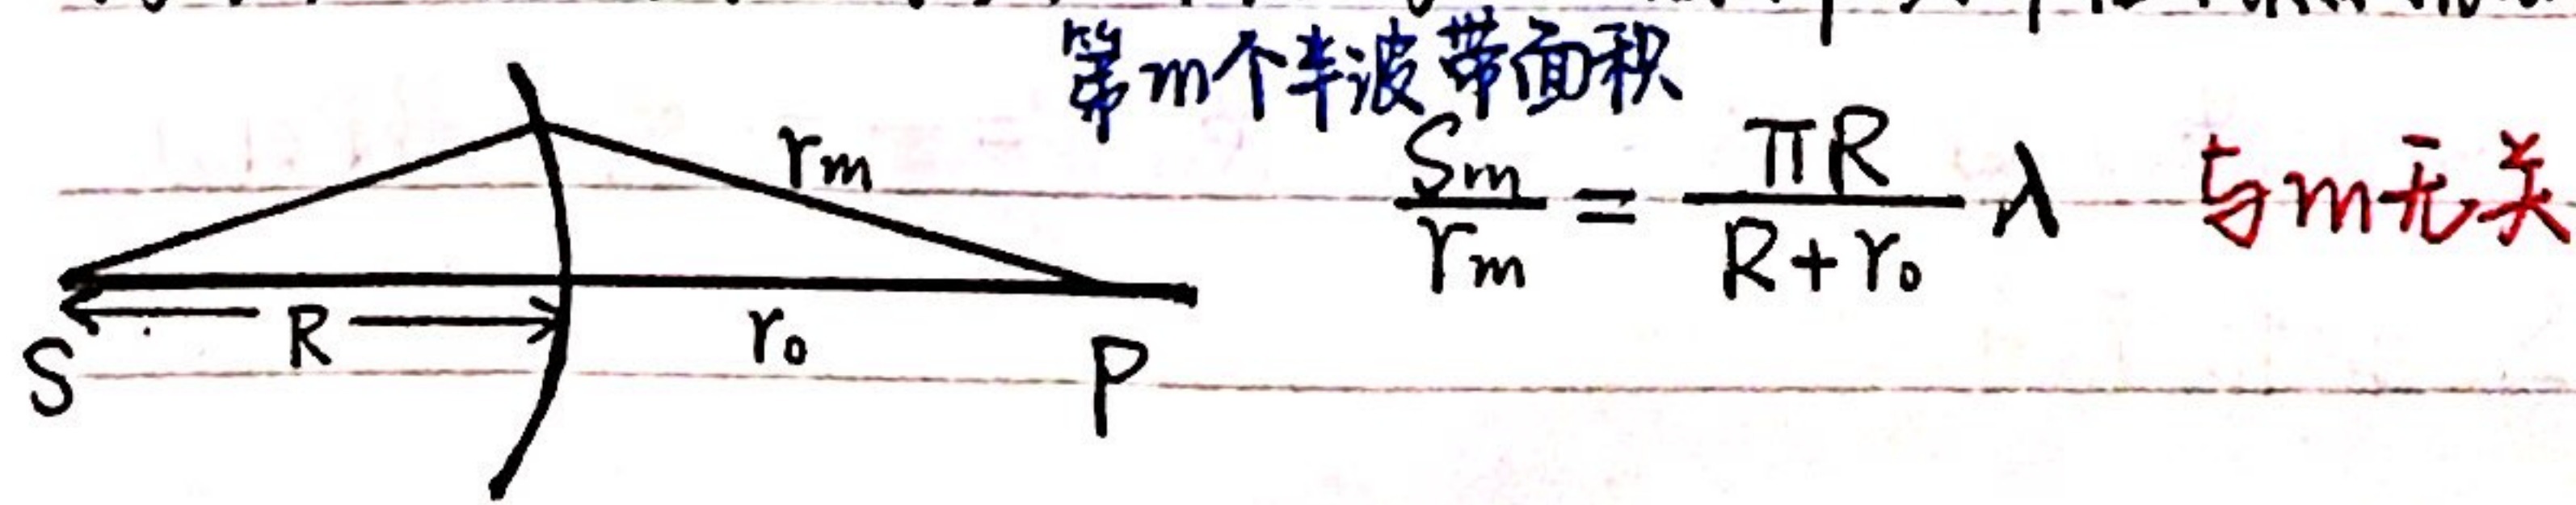 第m个半波带面积
rm
Sm/rm = πR/(R+r₀) λ 与m无关
R r₀
S P